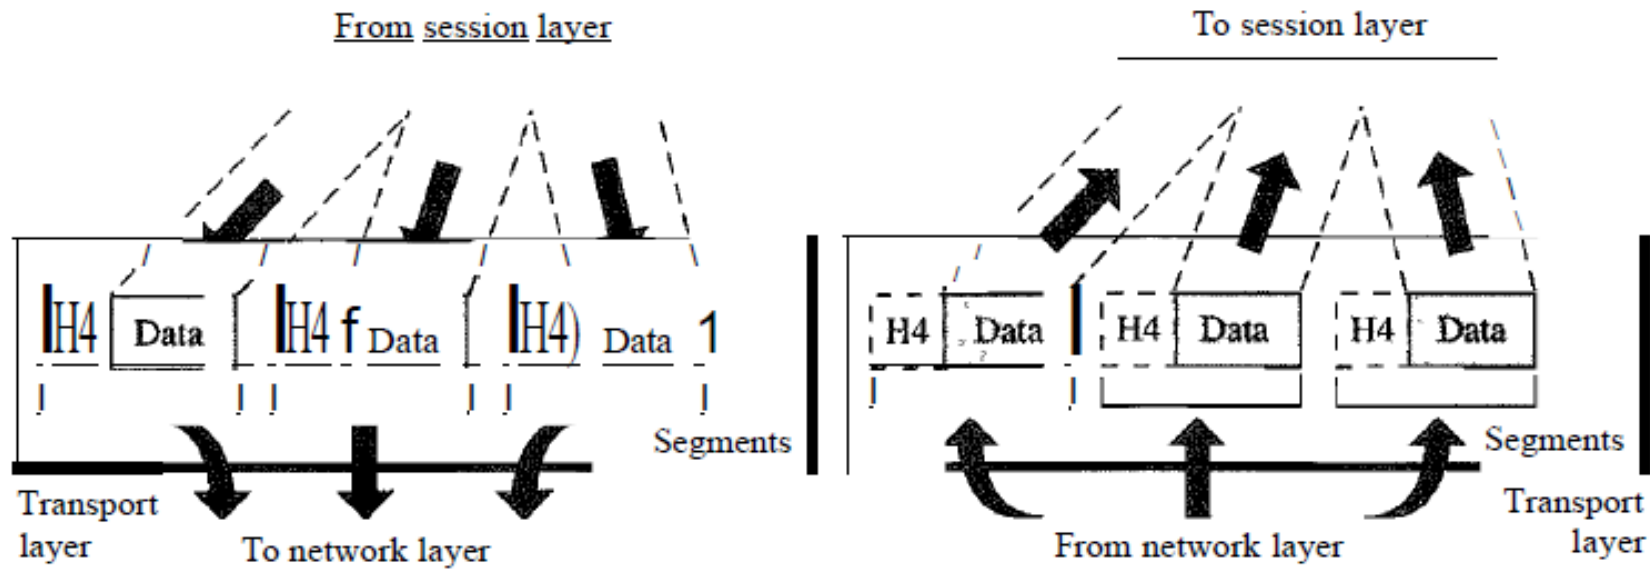 From session layer
To session layer
H4 Data H4 f Data H4) Data 1
H4 Data H4 Data H4 Data
Segments
Segments
Transport
layer
To network layer
From network layer
Transport
layer